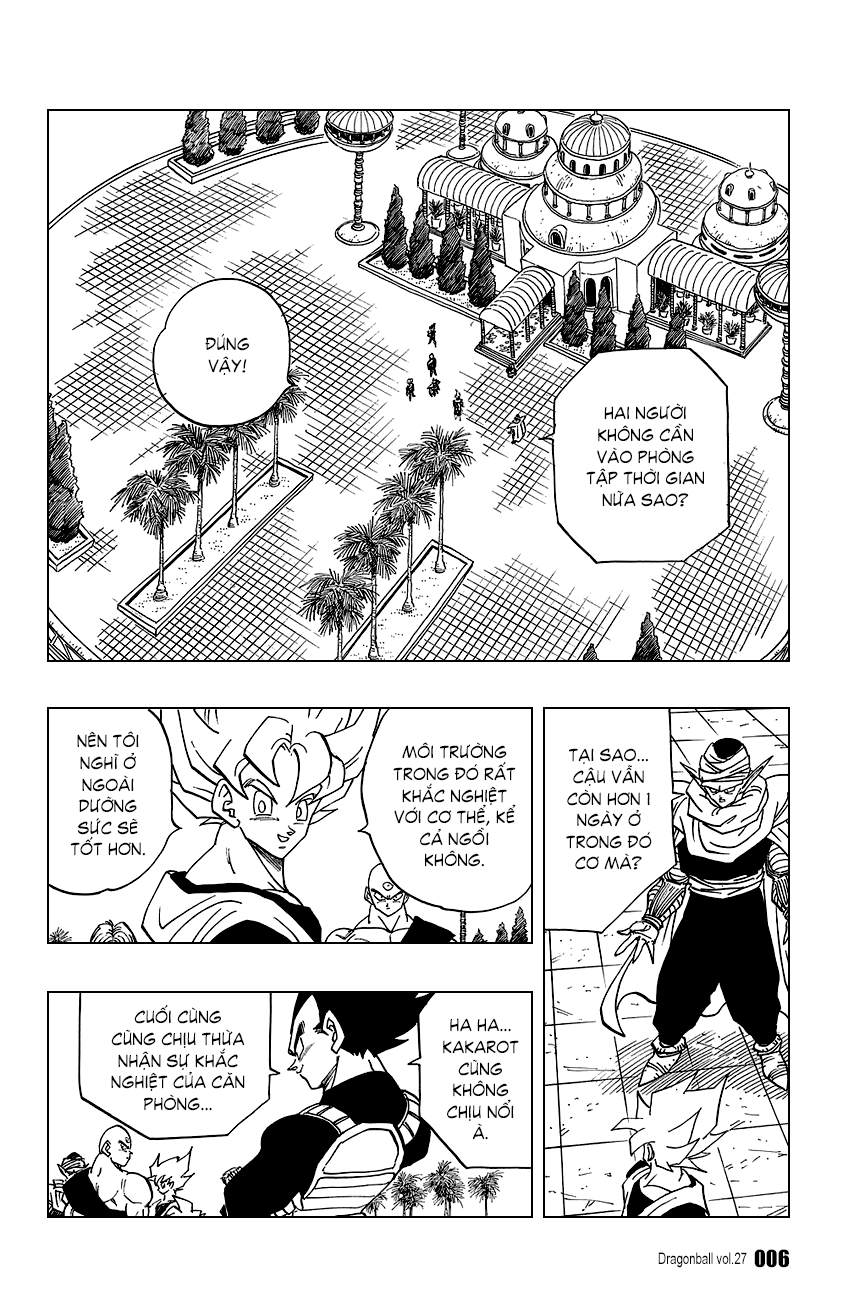 HAI NGƯỜI
KHÔNG CẦN
VÀO PHÒNG
TẬP THỜI GIAN
NỮA SAO?
ĐÚNG
VẬY!
TẠI SAO...
CẬU VẪN
CÒN HƠN 1
NGÀY Ở
TRONG ĐÓ
CƠ MÀ?
MÔI TRƯỜNG
TRONG ĐÓ RẤT
KHẮC NGHIỆT
VỚI CƠ THỂ, KỂ
CẢ NGỒI
KHÔNG.
NÊN TÔI
NGHĨ Ở
NGOÀI
DƯỠNG
SỨC SẼ
TỐT HƠN.
HA HA...
KAKAROT
CŨNG
KHÔNG
CHỊU NỔI
À.
CUỐI CÙNG
CŨNG CHỊU THỪA
NHẬN SỰ KHẮC
NGHIỆT CỦA CĂN
PHÒNG...
Dragonball vol.27 006